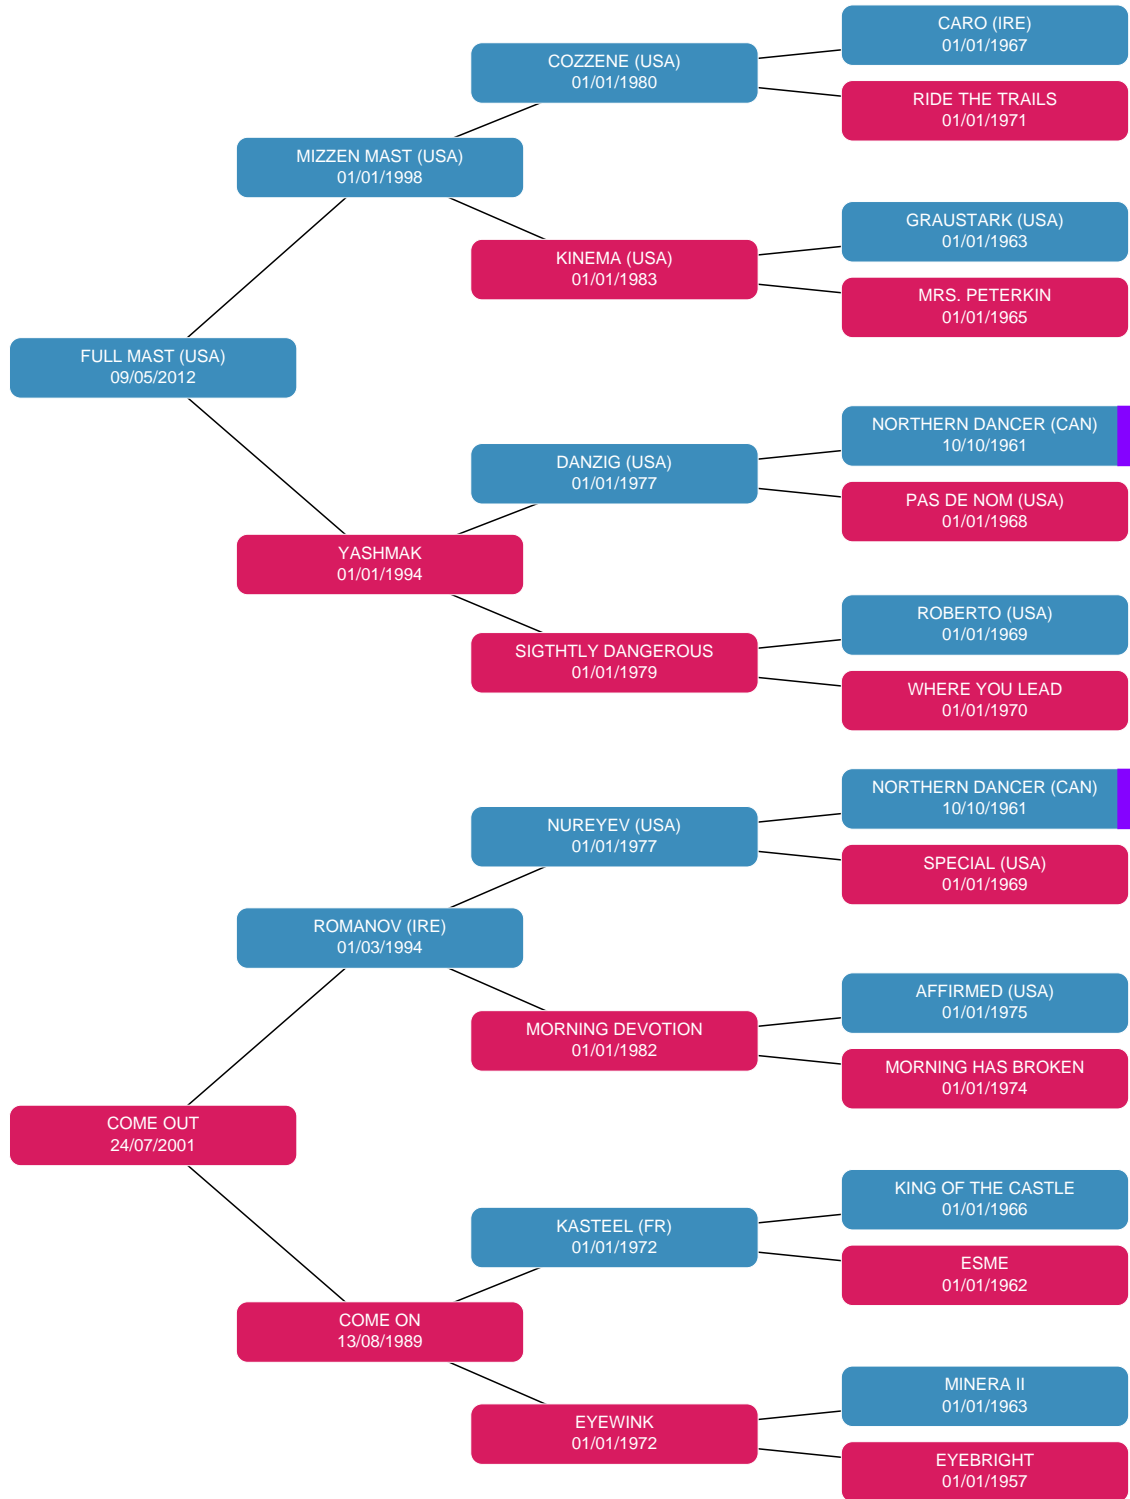 CARO (IRE)
01/01/1967
COZZENE (USA)
01/01/1980
RIDE THE TRAILS
01/01/1971
MIZZEN MAST (USA)
01/01/1998
GRAUSTARK (USA)
01/01/1963
KINEMA (USA)
01/01/1983
MRS. PETERKIN
01/01/1965
FULL MAST (USA)
09/05/2012
NORTHERN DANCER (CAN)
10/10/1961
DANZIG (USA)
01/01/1977
PAS DE NOM (USA)
01/01/1968
YASHMAK
01/01/1994
ROBERTO (USA)
01/01/1969
SIGTHTLY DANGEROUS
01/01/1979
WHERE YOU LEAD
01/01/1970
NORTHERN DANCER (CAN)
10/10/1961
NUREYEV (USA)
01/01/1977
SPECIAL (USA)
01/01/1969
ROMANOV (IRE)
01/03/1994
AFFIRMED (USA)
01/01/1975
MORNING DEVOTION
01/01/1982
MORNING HAS BROKEN
01/01/1974
COME OUT
24/07/2001
KING OF THE CASTLE
01/01/1966
KASTEEL (FR)
01/01/1972
ESME
01/01/1962
COME ON
13/08/1989
MINERA II
01/01/1963
EYEWINK
01/01/1972
EYEBRIGHT
01/01/1957